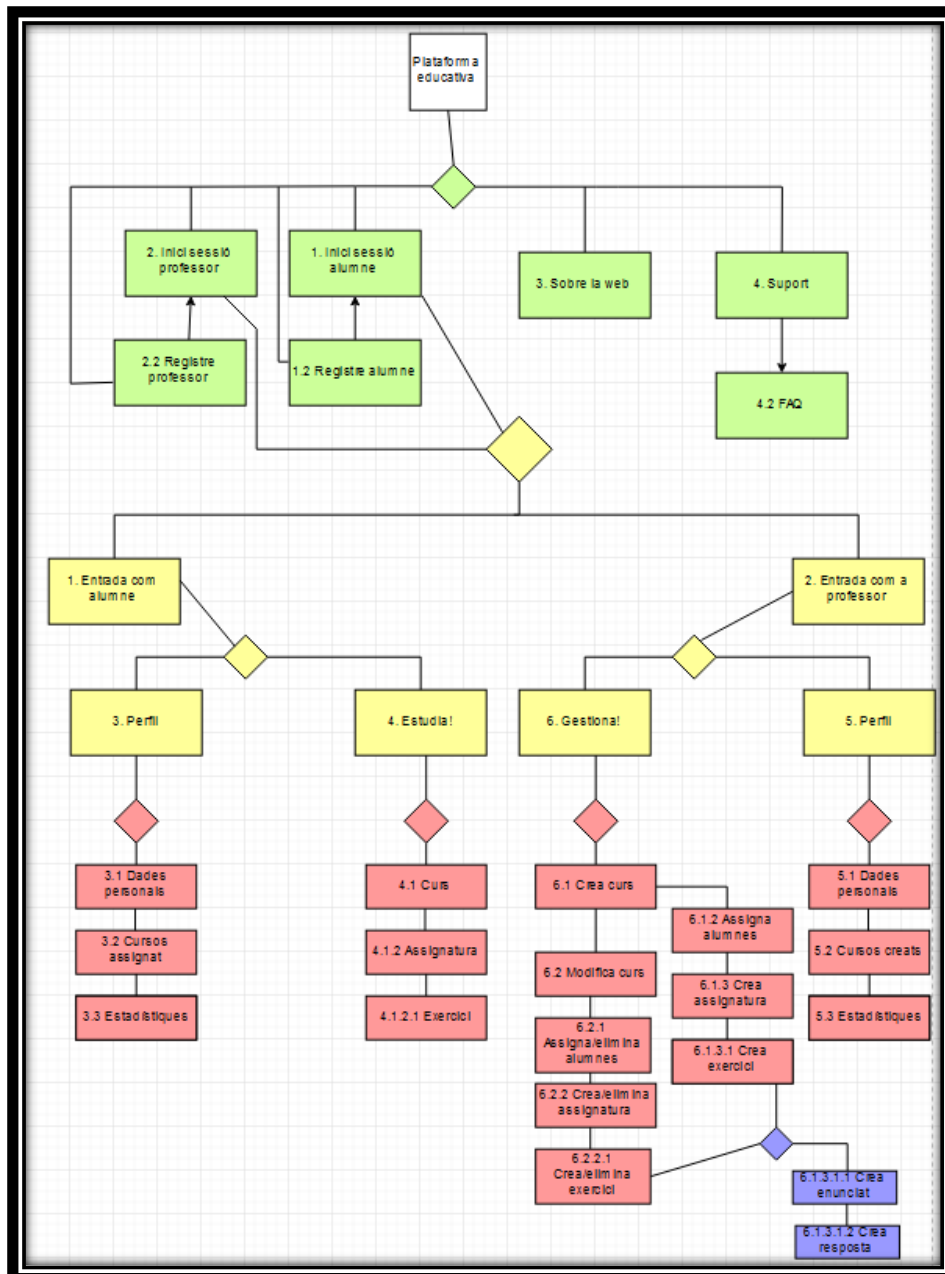 Plataforma
educativa
2. Inici sessió
professor
1. Inici sessió
alumne
3. Sobre la web
4. Suport
2.2 Registre
professor
1.2 Registre alumne
4.2 FAQ
1. Entrada com
alumne
2. Entrada com a
professor
3. Perfil
4. Estudia!
6. Gestiona!
5. Perfil
3.1 Dades
personals
4.1 Curs
6.1 Crea curs
5.1 Dades
personals
6.1.2 Assigna
alumnes
3.2 Cursos
assignat
4.1.2 Assignatura
6.2 Modifica curs
5.2 Cursos creats
6.1.3 Crea
assignatura
3.3 Estadístiques
4.1.2.1 Exercici
6.2.1
Assigna/elimina
alumnes
5.3 Estadístiques
6.1.3.1 Crea
exercici
6.2.2 Crea/elimina
assignatura
6.2.2.1
Crea/elimina
exercici
6.1.3.1.1 Crea
enunciat
6.1.3.1.2 Crea
resposta